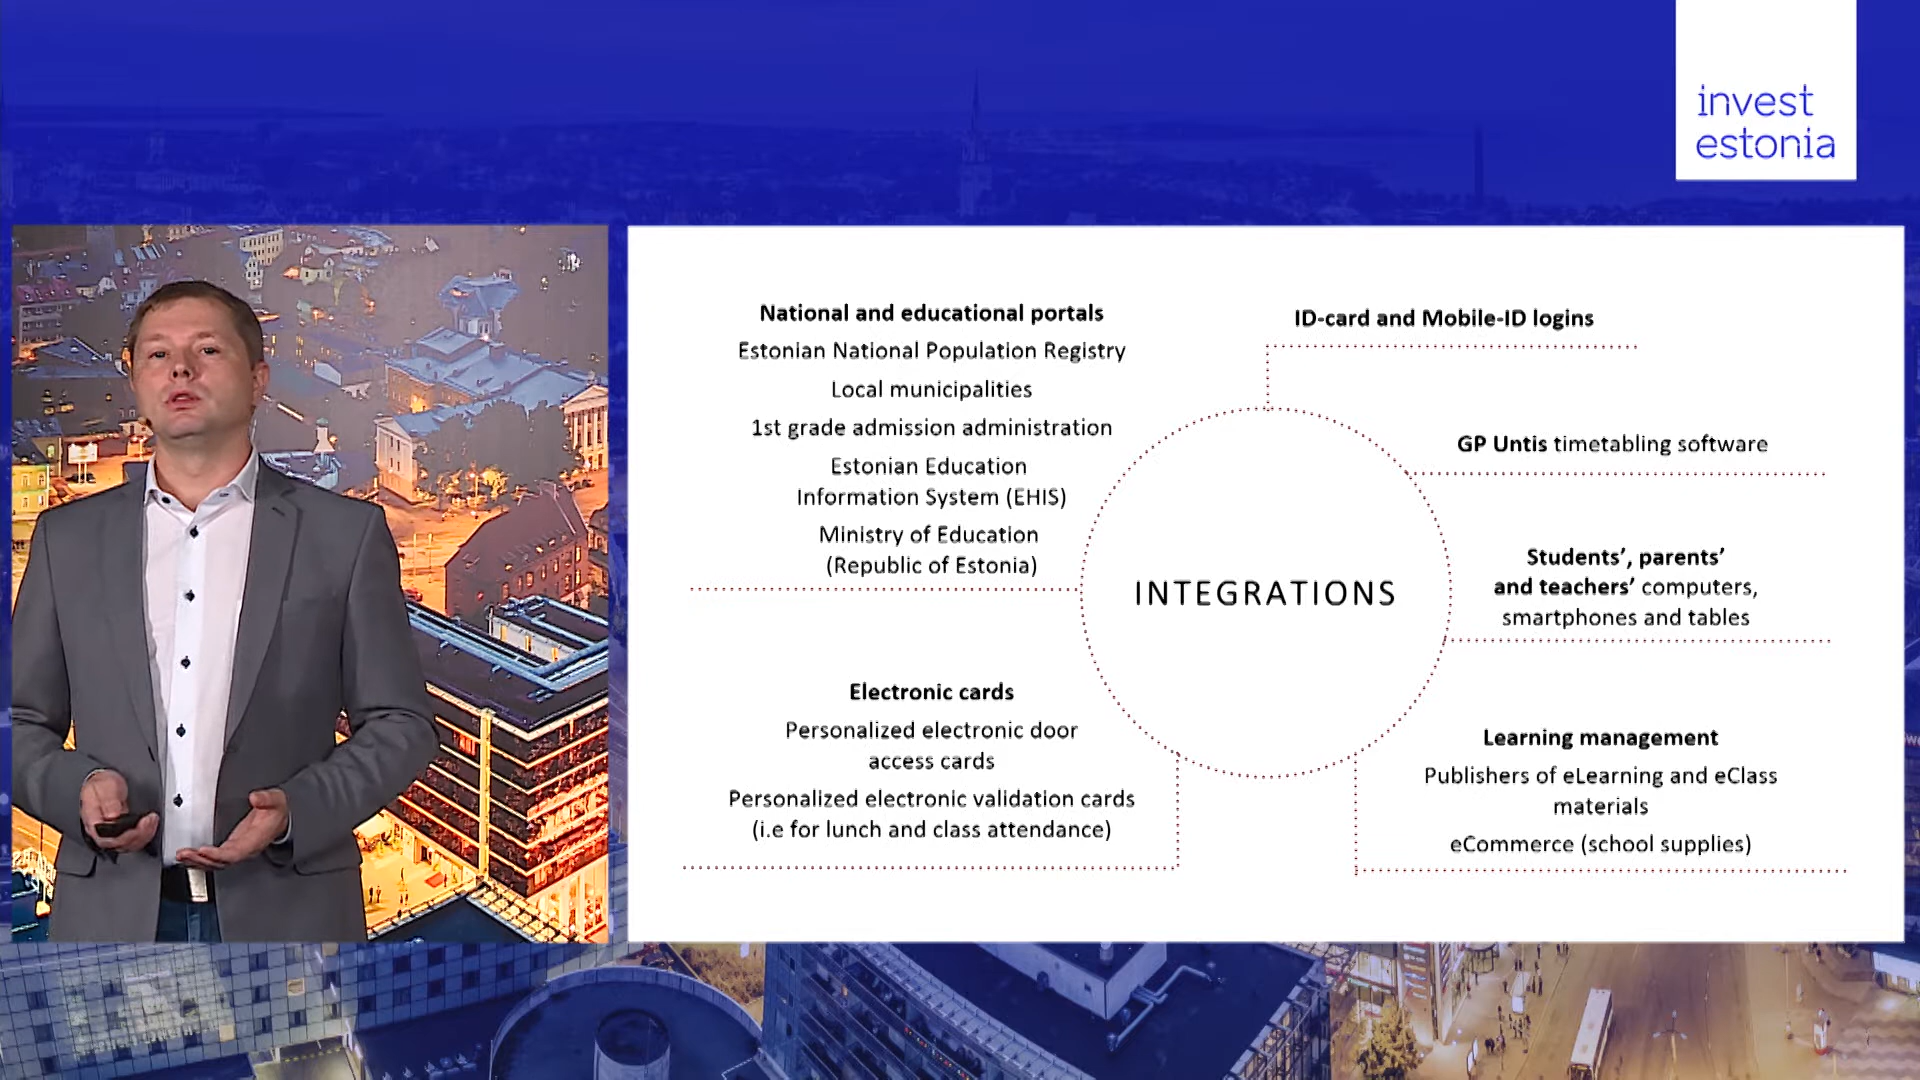 invest
estonia
National and educational portals
Estonian National Population Registry
Local municipalities
1st grade admission administration
Estonian Education
Information System (EHIS)
Ministry of Education
(Republic of Estonia)
Electronic cards
Personalized electronic door
access cards
Personalized electronic validation cards
(i.e for lunch and class attendance)
INTEGRATIONS
ID-card and Mobile-ID logins
GP Untis timetabling software
Students’, parents’
and teachers’ computers,
smartphones and tables
Learning management
Publishers of eLearning and eClass
materials
eCommerce (school supplies)